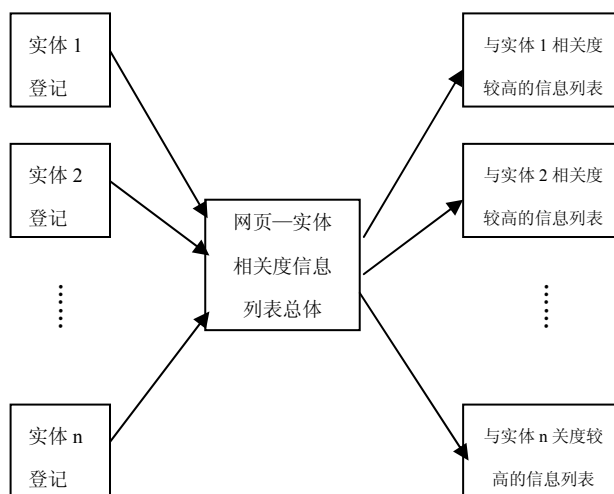 实体 1
登记
与实体 1 相关度
较高的信息列表
实体 2
登记
与实体 2 相关度
较高的信息列表
网页—实体
相关度信息
列表总体
……
……
实体 n
登记
与实体 n 关度较
高的信息列表